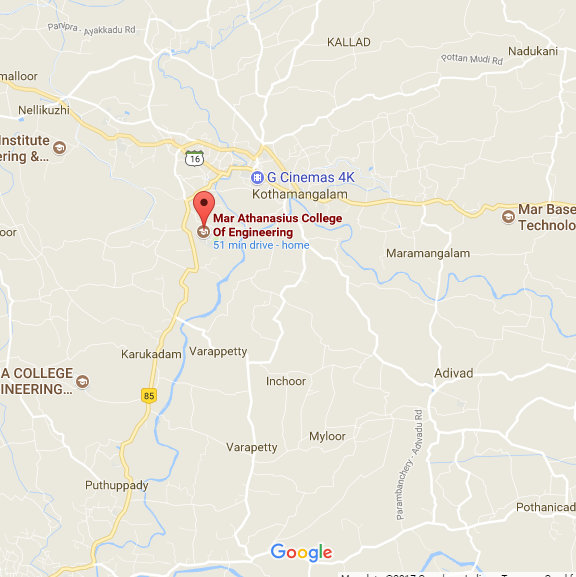 Panipra - Ayakkadu Rd
KALLAD
Nadukani
Pottan Mudi Rd
malloor
Nellikuzhi
Institute
ering &...
16
G Cinemas 4K
Kothamangalam
Mar Athanasius College
Of Engineering
51 min drive - home
Mar Base
Technolo
oor
Maramangalam
Karukadam
Varappetty
A COLLEGE
INEERING...
Adivad
Inchoor
85
Parambanchery - Adivadu Rd
Myloor
Varapetty
Puthuppady
Pothanicad
Google